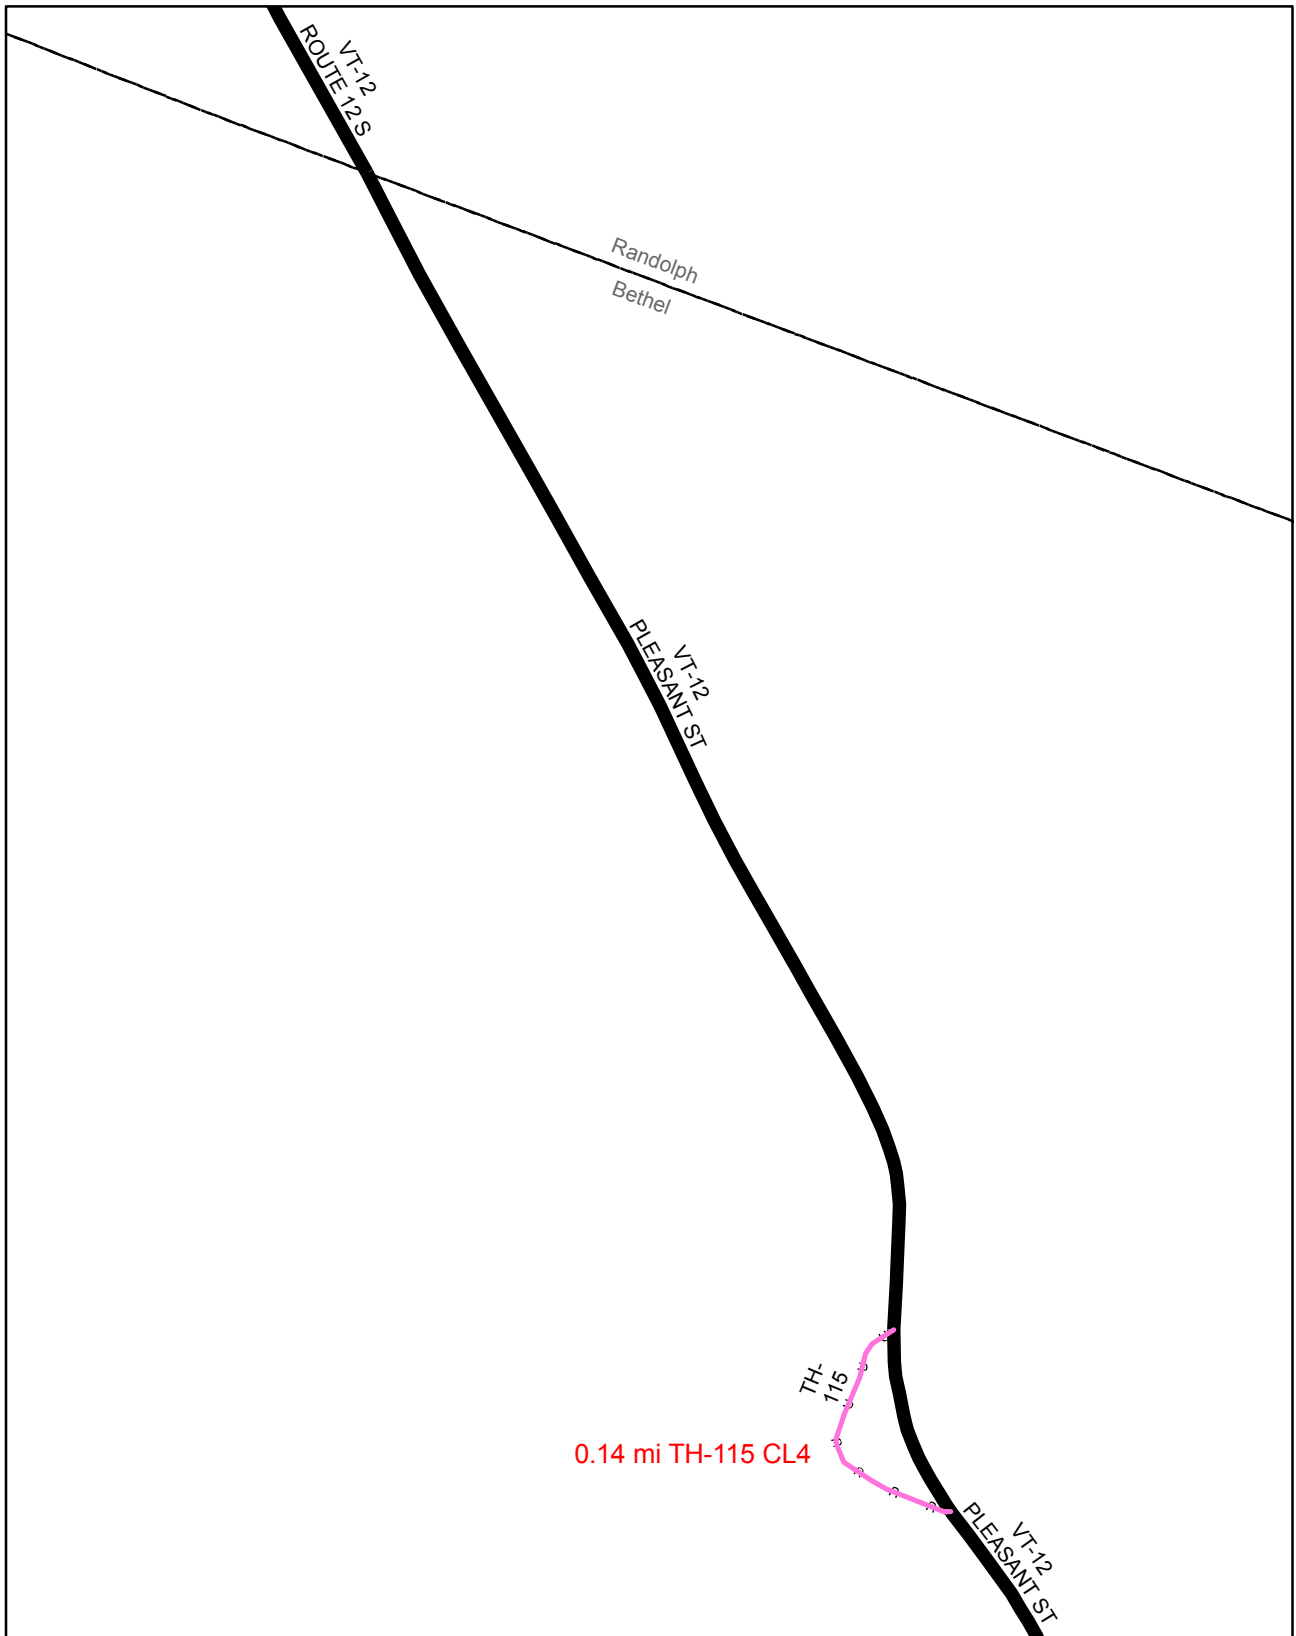 VT-12
ROUTE 12 S
Randolph
Bethel
VT-12
PLEASANT ST
TH-
115
0.14 mi TH-115 CL4
VT-12
PLEASANT ST